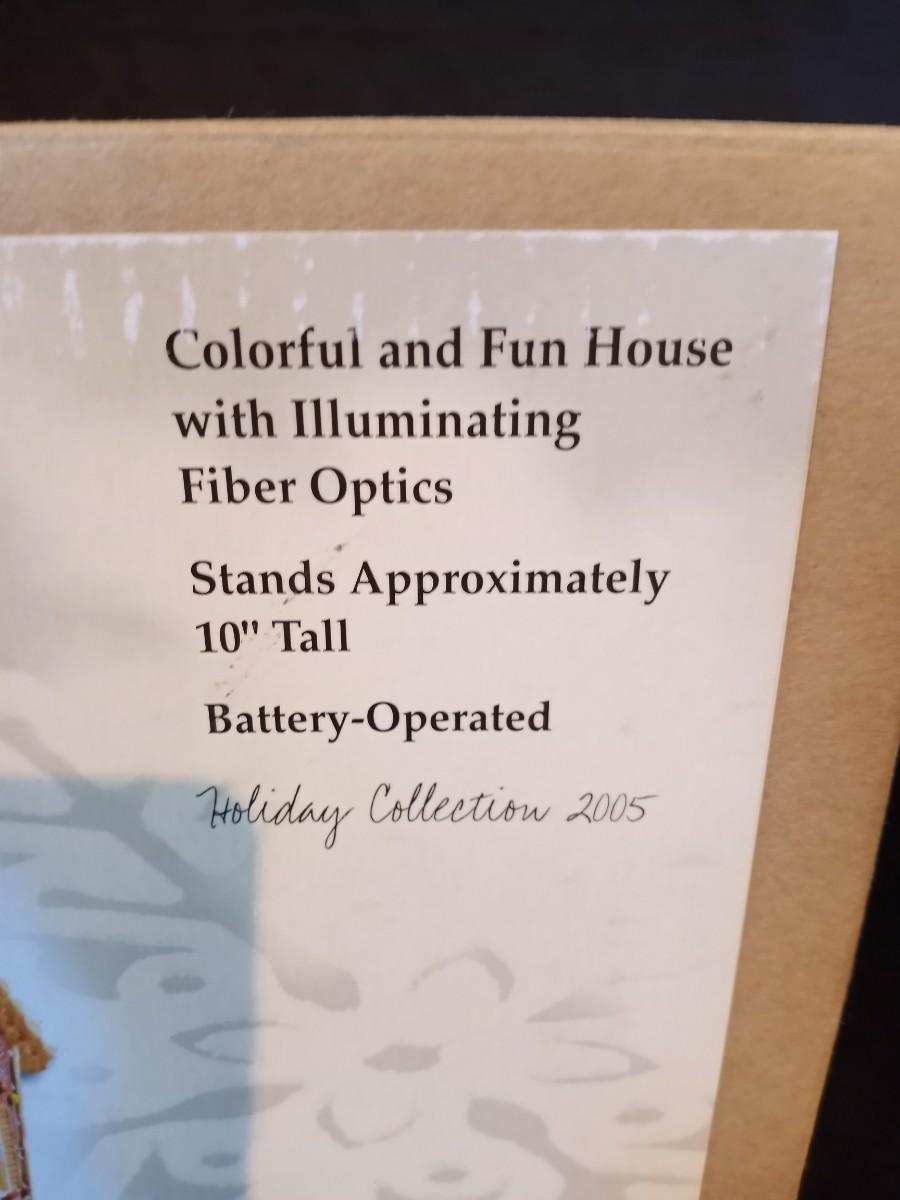 Colorful and Fun House
with Illuminating
Fiber Optics
Stands Approximately
10" Tall
Battery-Operated
Holiday Collection 2005